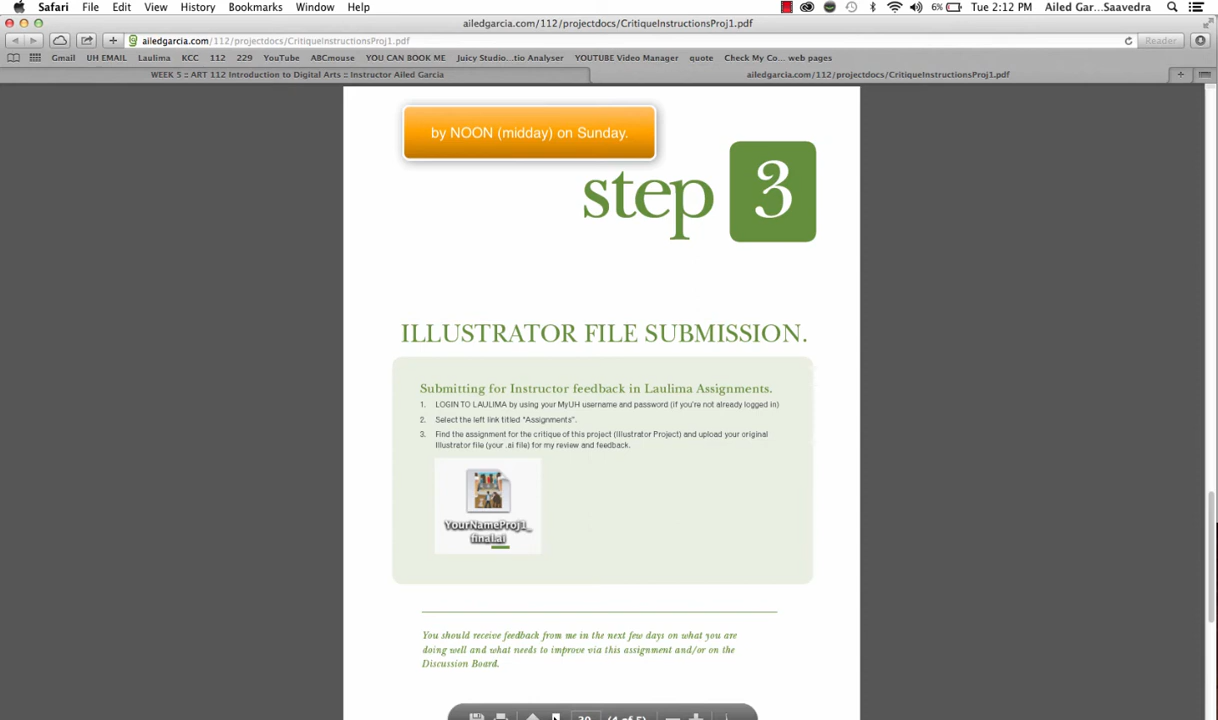 Safari File Edit View History Bookmarks Window Help 6% Tue 2:12 PM Ailed Gar...Saavedra
ailedgarcia.com/112/projectdocs/CritiqueInstructionsProj1.pdf
ailedgarcia.com/112/projectdocs/CritiqueInstructionsProj1.pdf Reader
Gmail UH EMAIL Laulima KCC 112 229 YouTube ABCmouse YOU CAN BOOK ME Juicy Studio...tio Analyser YOUTUBE Video Manager quote Check My Co... web pages
WEEK 5 :: ART 112 Introduction to Digital Arts :: Instructor Ailed Garcia ailedgarcia.com/112/projectdocs/CritiqueInstructionsProj1.pdf
by NOON (midday) on Sunday.
step 3
ILLUSTRATOR FILE SUBMISSION.
Submitting for Instructor feedback in Laulima Assignments.
1. LOGIN TO LAULIMA by using your MyUH username and password (if you're not already logged in)
2. Select the left link titled "Assignments".
3. Find the assignment for the critique of this project (Illustrator Project) and upload your original
Illustrator file (your .ai file) for my review and feedback.
YourNameProj1_
final.ai
You should receive feedback from me in the next few days on what you are
doing well and what needs to improve via this assignment and/or on the
Discussion Board.
(4 of 5)